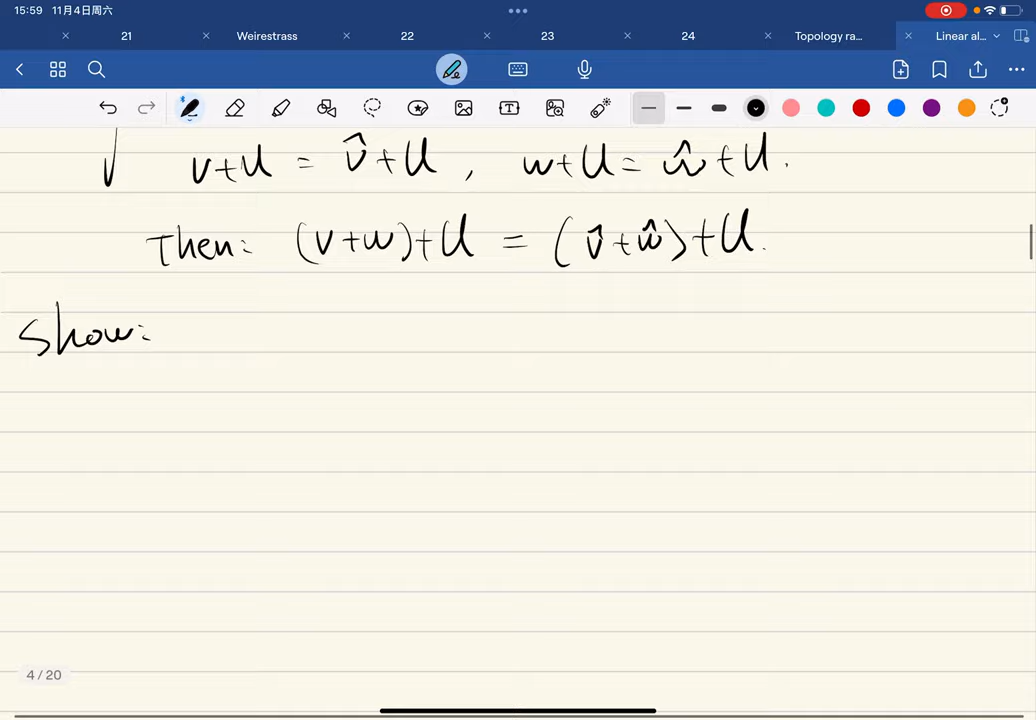 15:59 11月4日周六
21 Weirestrass 22 23 24 Topology ra... Linear al...
If v+U = v̂+U, w+U = ŵ+U.
Then: (v+w)+U = (v̂+ŵ)+U.
Show:
4 / 20